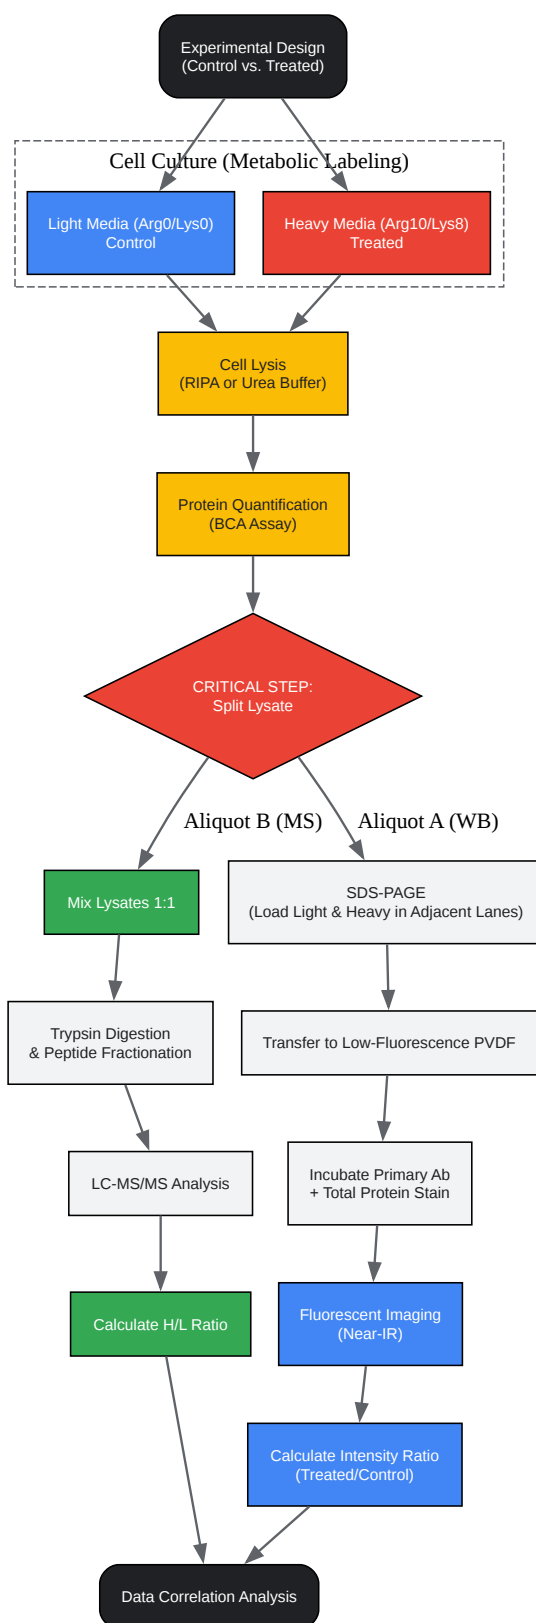 Experimental Design
(Control vs. Treated)
Cell Culture (Metabolic Labeling)
Light Media (Arg0/Lys0)
Control
Heavy Media (Arg10/Lys8)
Treated
Cell Lysis
(RIPA or Urea Buffer)
Protein Quantification
(BCA Assay)
CRITICAL STEP:
Split Lysate
Aliquot B (MS)
Aliquot A (WB)
Mix Lysates 1:1
SDS-PAGE
(Load Light & Heavy in Adjacent Lanes)
Trypsin Digestion
& Peptide Fractionation
Transfer to Low-Fluorescence PVDF
LC-MS/MS Analysis
Incubate Primary Ab
+ Total Protein Stain
Calculate H/L Ratio
Fluorescent Imaging
(Near-IR)
Calculate Intensity Ratio
(Treated/Control)
Data Correlation Analysis